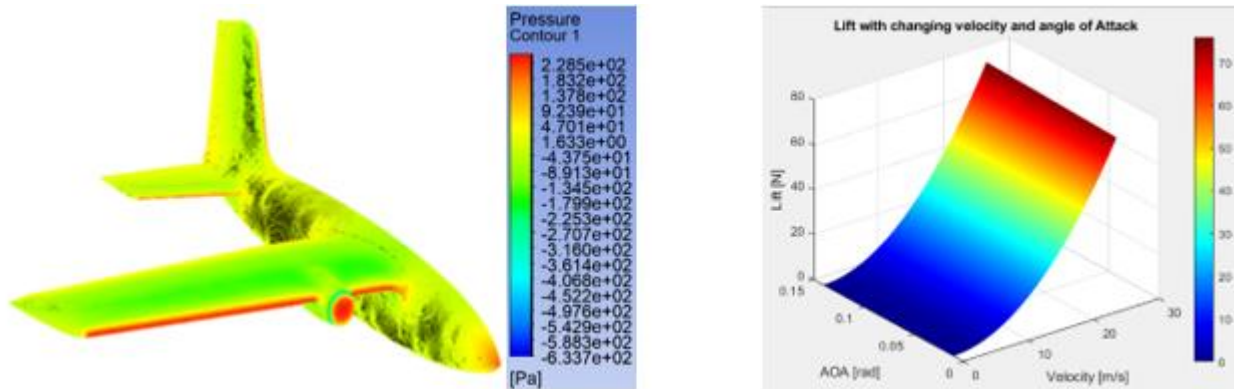 Pressure
Contour 1
2.285e+02
1.832e+02
1.378e+02
9.239e+01
4.701e+01
1.633e+00
-4.375e+01
-8.913e+01
-1.345e+02
-1.799e+02
-2.253e+02
-2.707e+02
-3.160e+02
-3.614e+02
-4.068e+02
-4.522e+02
-4.976e+02
-5.429e+02
-5.883e+02
-6.337e+02
[Pa]
Lift with changing velocity and angle of Attack
80
60
40
20
0
Lift [N]
0.15
0.1
0.05
0
AOA [rad]
0
10
20
30
Velocity [m/s]
70
60
50
40
30
20
10
0